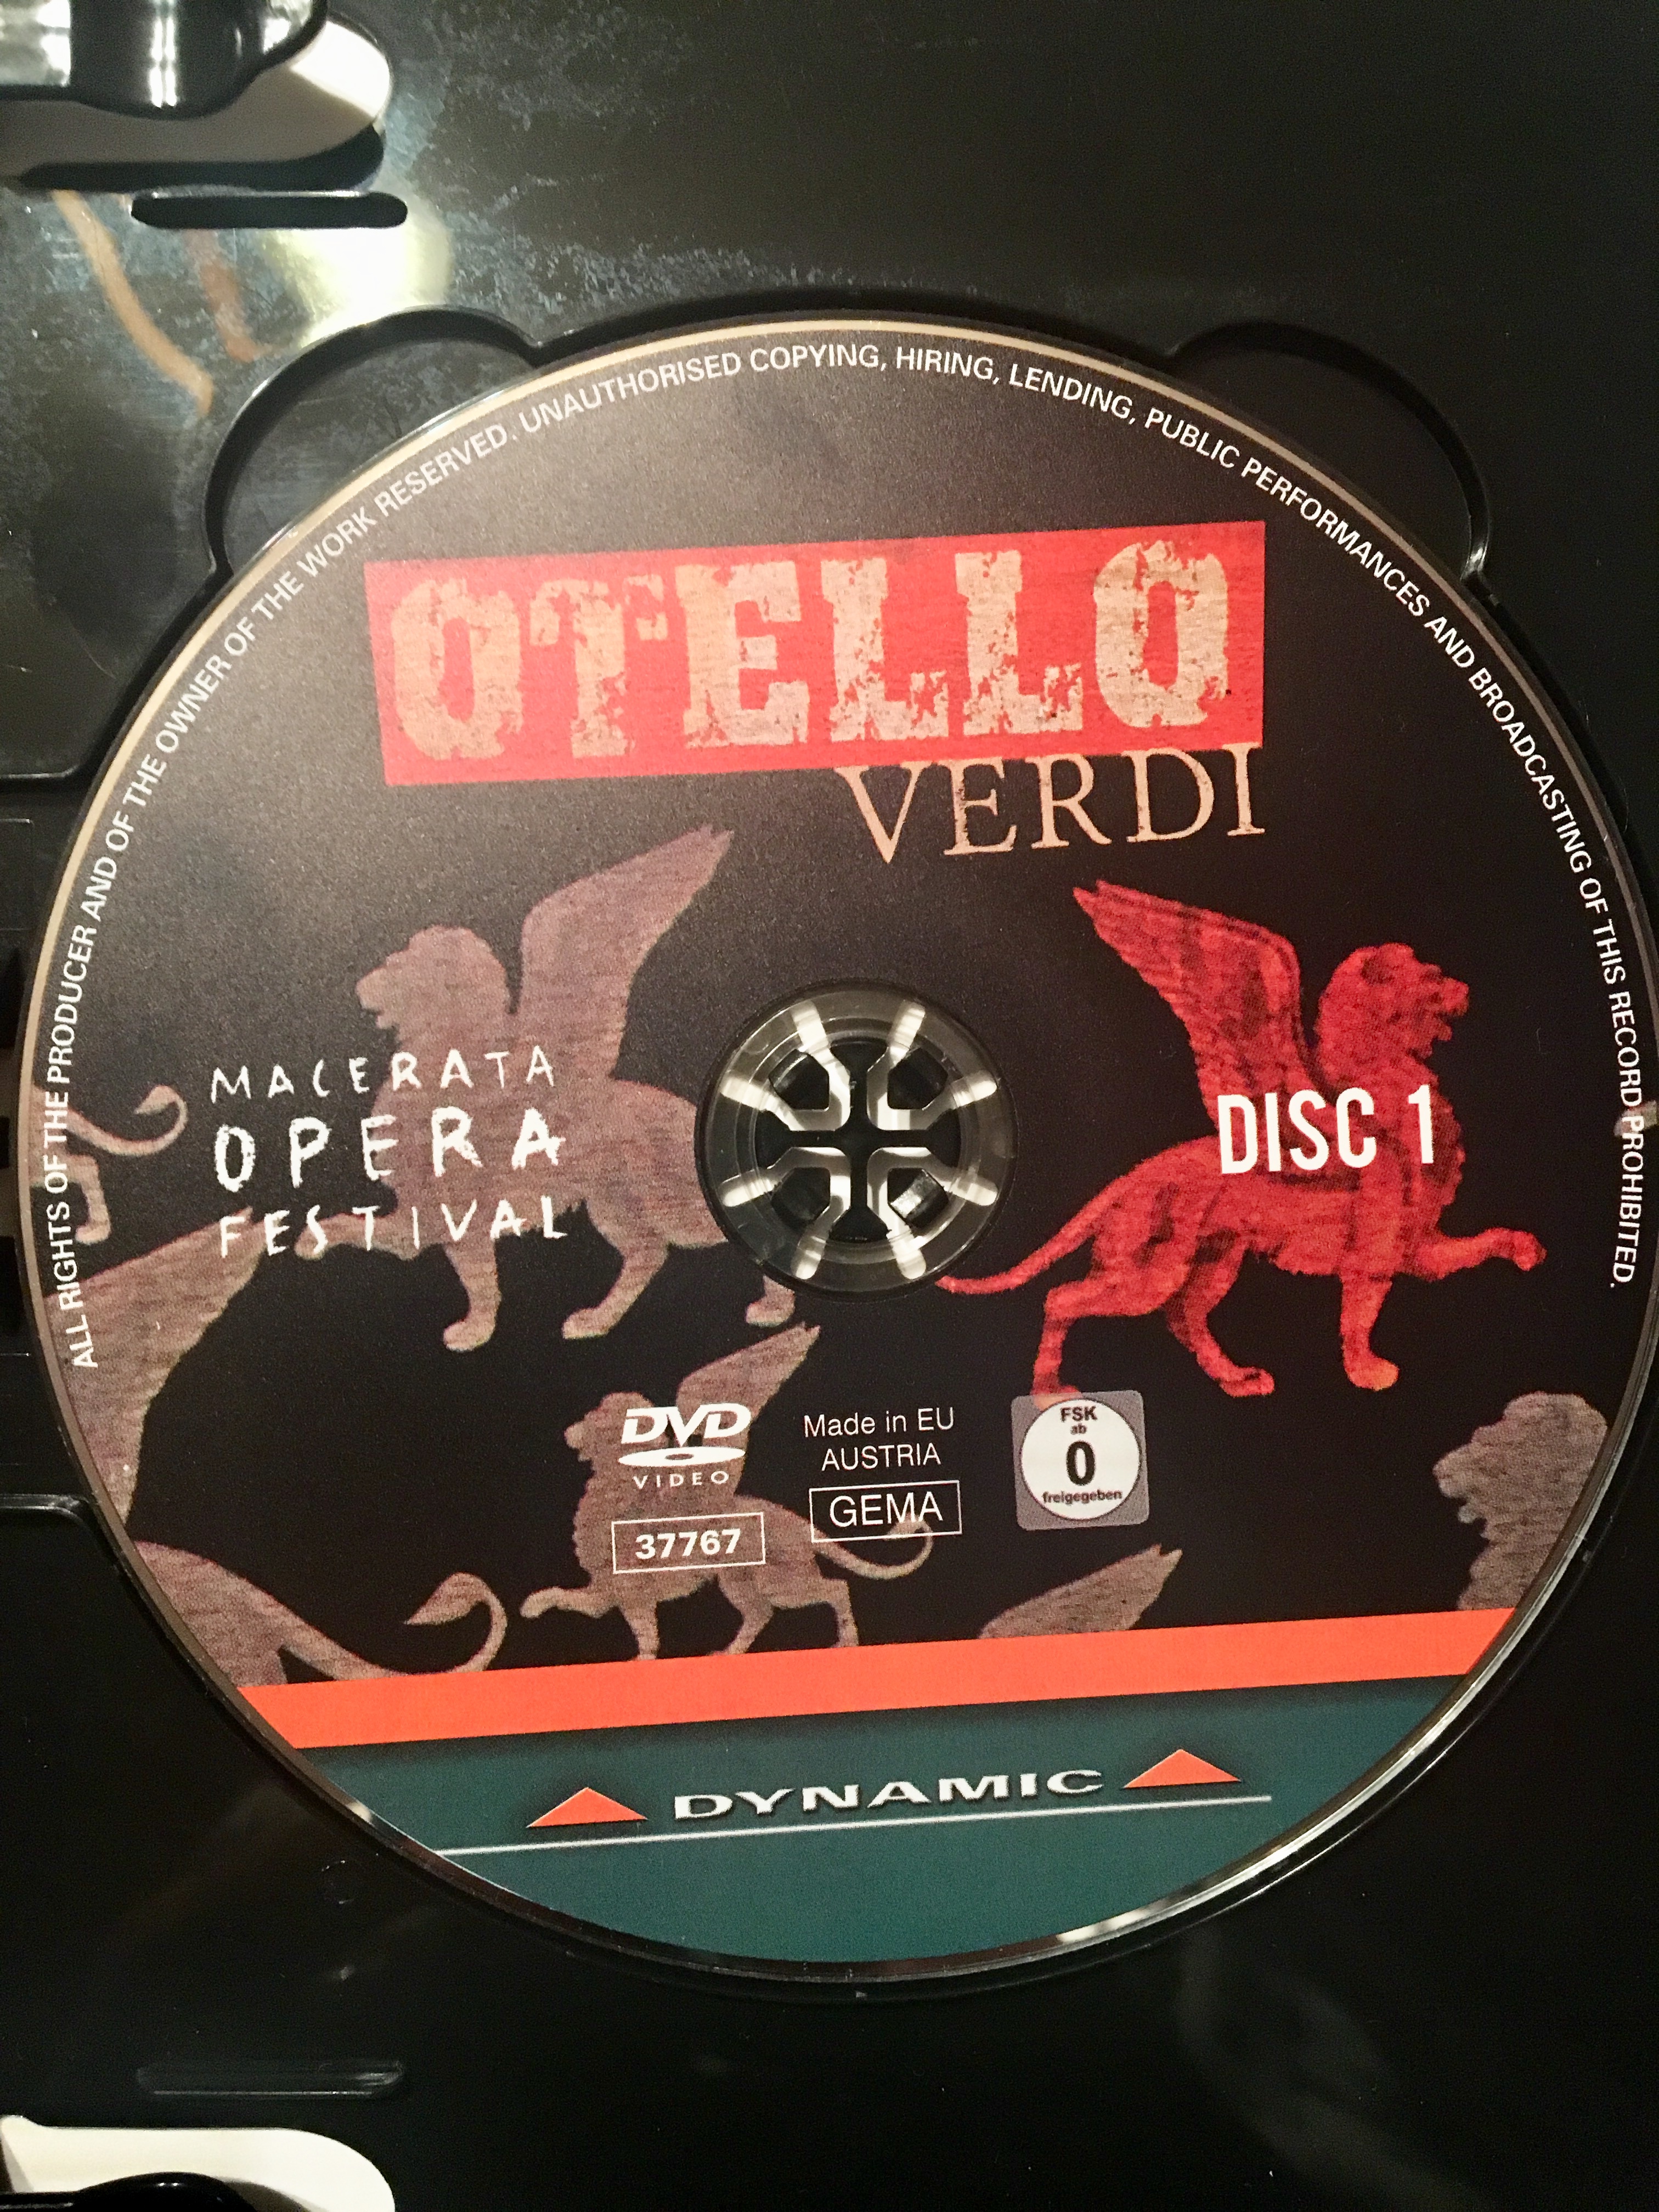 ALL RIGHTS OF THE PRODUCER AND OF THE OWNER OF THE WORK RESERVED. UNAUTHORISED COPYING, HIRING, LENDING, PUBLIC PERFORMANCES AND BROADCASTING OF THIS RECORD PROHIBITED.
OTELLO
VERDI
MACERATA
OPERA
FESTIVAL
DISC 1
DVD
VIDEO
37767
Made in EU
AUSTRIA
GEMA
FSK
ab
0
freigegeben
DYNAMIC